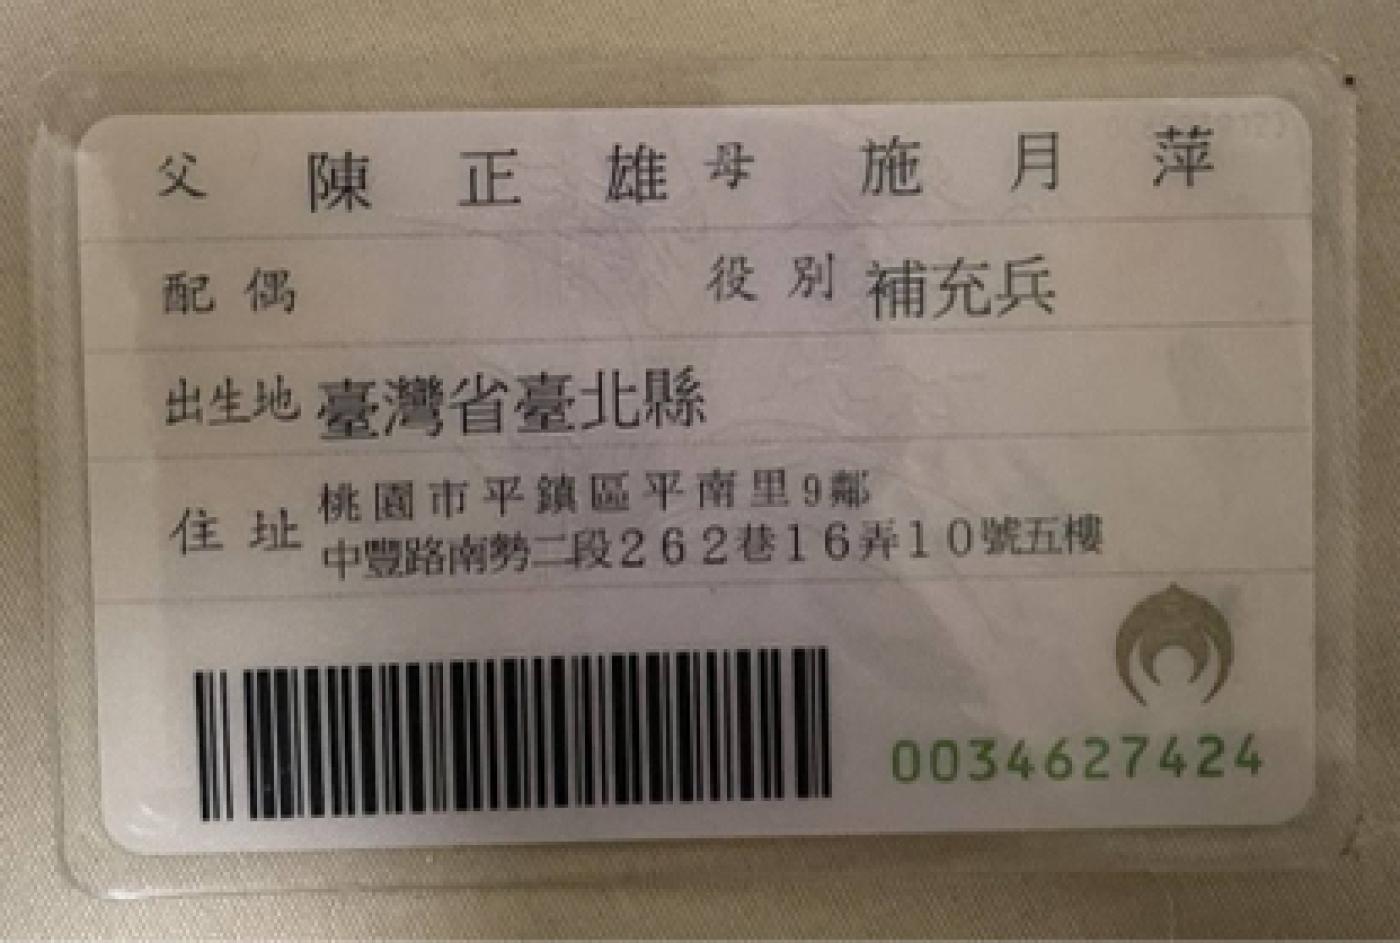 父 陳正雄 母 施月萍
配偶 役別 補充兵
出生地 臺灣省臺北縣
住址 桃園市平鎮區平南里9鄰
中豐路南勢二段262巷16弄10號五樓
0034627424